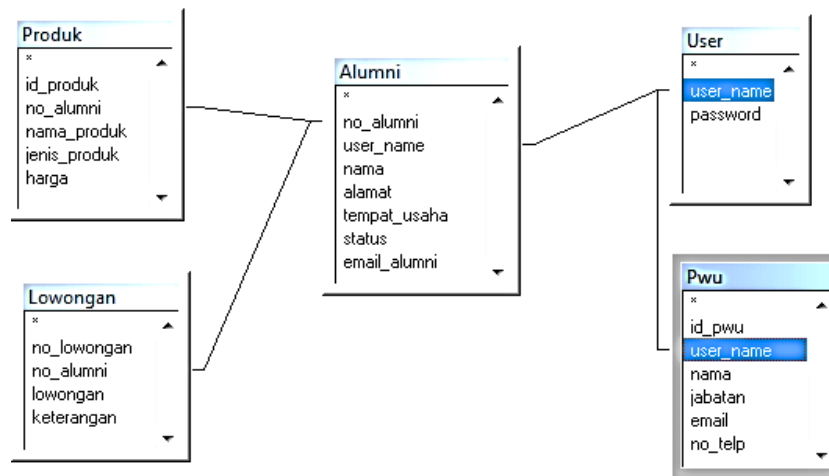 Produk
*
id_produk
no_alumni
nama_produk
jenis_produk
harga
Alumni
*
no_alumni
user_name
nama
alamat
tempat_usaha
status
email_alumni
User
*
user_name
password
Lowongan
*
no_lowongan
no_alumni
lowongan
keterangan
Pwu
*
id_pwu
user_name
nama
jabatan
email
no_telp